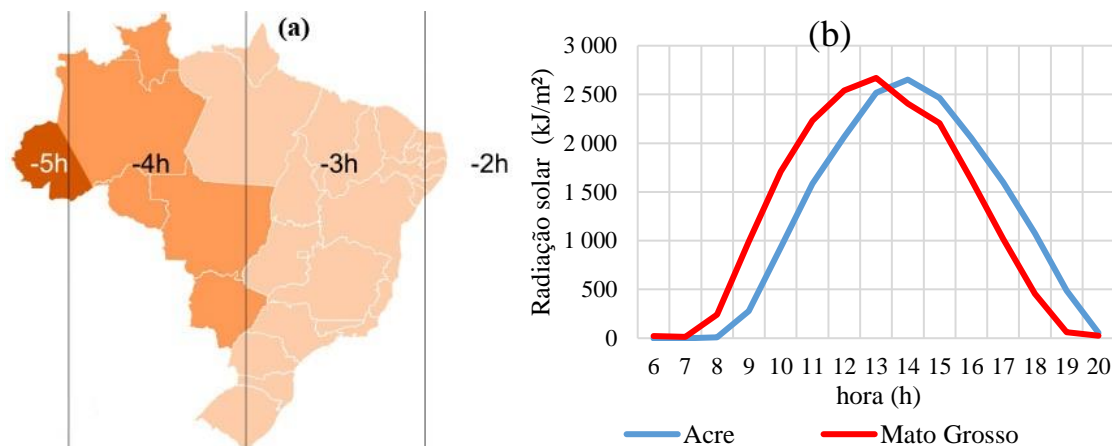 (a)
-5h
-4h
-3h
-2h
(b)
Radiação solar (kJ/m²)
3 000
2 500
2 000
1 500
1 000
500
0
6 7 8 9 10 11 12 13 14 15 16 17 18 19 20
hora (h)
Acre Mato Grosso